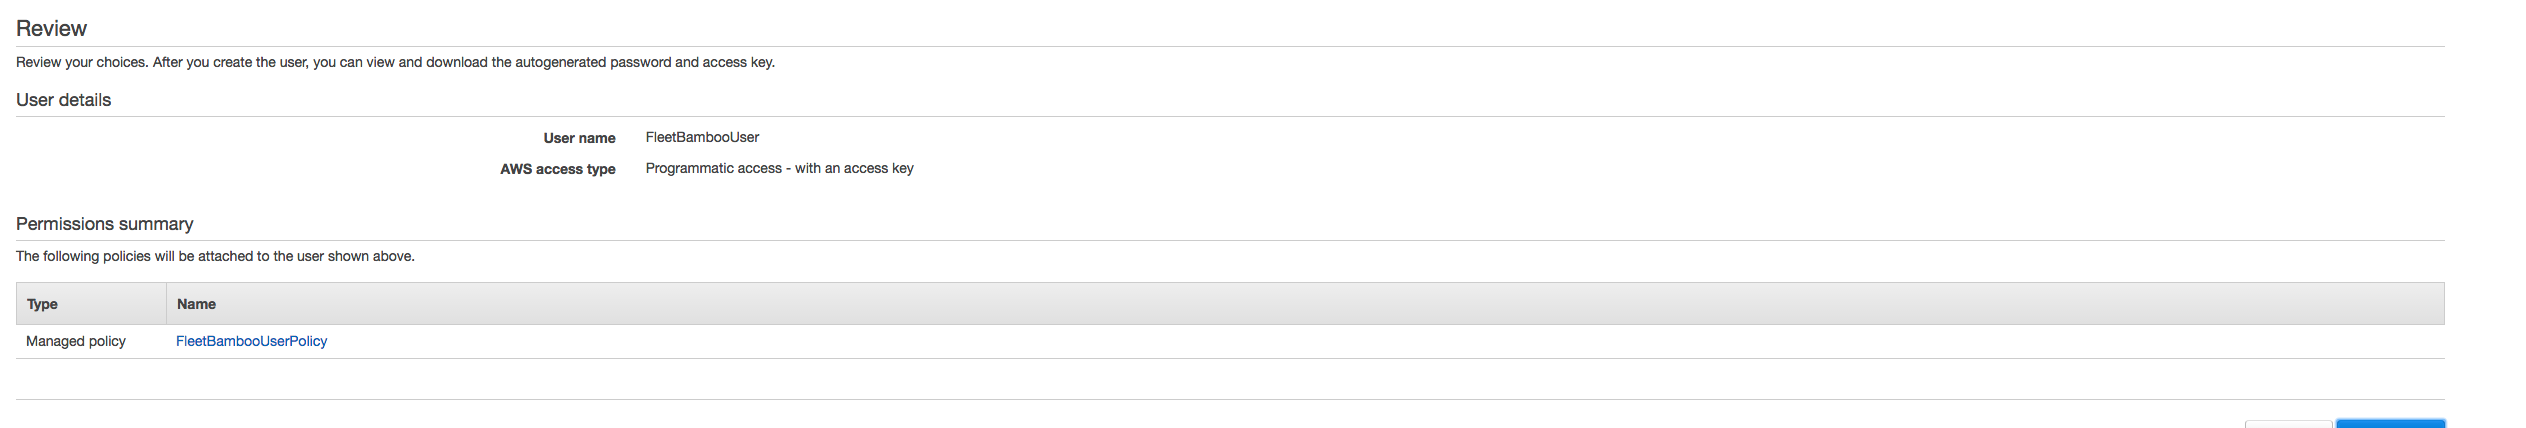 Review
Review your choices. After you create the user, you can view and download the autogenerated password and access key.
User details
User name FleetBambooUser
AWS access type Programmatic access - with an access key
Permissions summary
The following policies will be attached to the user shown above.
Type Name
Managed policy FleetBambooUserPolicy